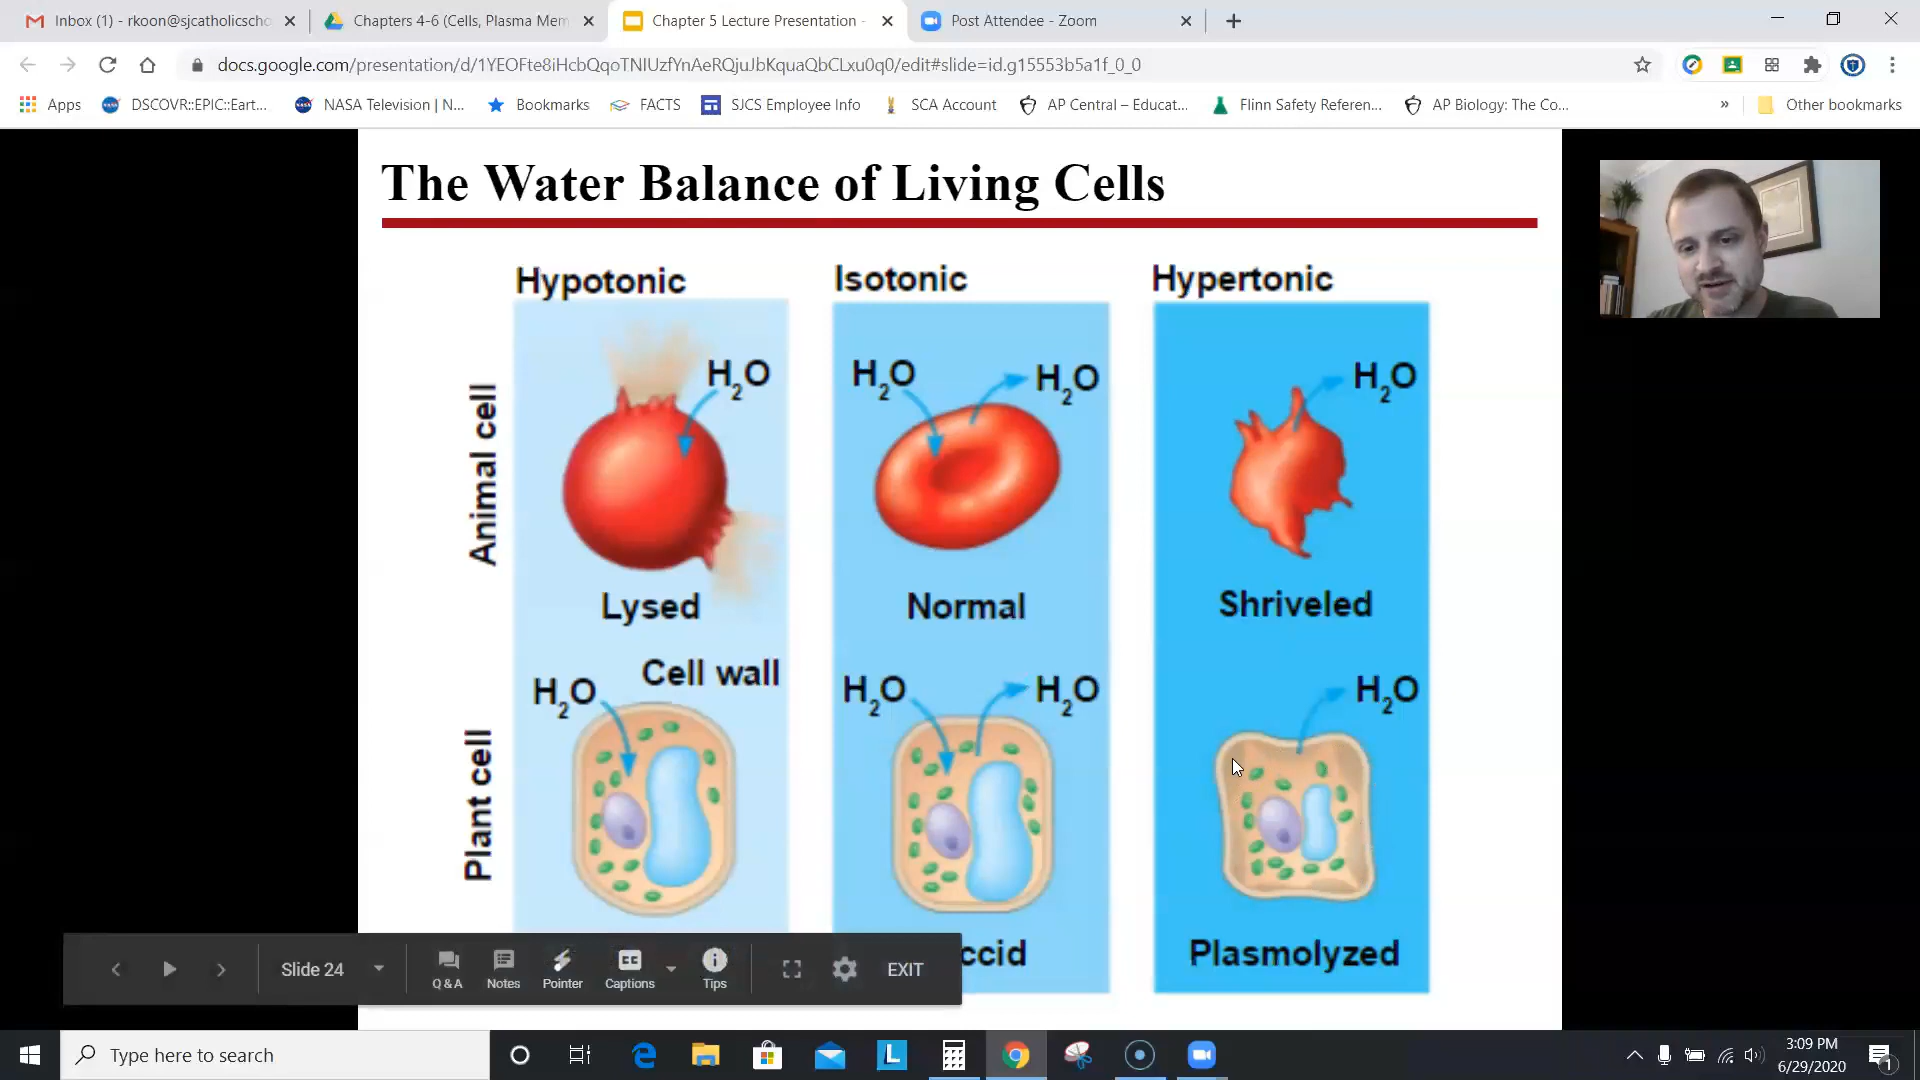 Inbox (1) - rkoon@sjcatholicscho
Chapters 4-6 (Cells, Plasma Mem
Chapter 5 Lecture Presentation -
Post Attendee - Zoom
docs.google.com/presentation/d/1YEOFte8iHcbQqoTNIUzfYnAeRQjuJbKquaQbCLxu0q0/edit#slide=id.g15553b5a1f_0_0
Apps
DSCOVR::EPIC::Eart...
NASA Television | N...
Bookmarks
FACTS
SJCS Employee Info
SCA Account
AP Central – Educat...
Flinn Safety Referen...
AP Biology: The Co...
»
Other bookmarks
The Water Balance of Living Cells
Hypotonic
Isotonic
Hypertonic
Animal cell
H₂O
H₂O
H₂O
H₂O
Lysed
Normal
Shriveled
Plant cell
Cell wall
H₂O
H₂O
H₂O
H₂O
ccid
Plasmolyzed
Slide 24
Q & A
Notes
Pointer
CC
Captions
Tips
EXIT
Type here to search
L
3:09 PM
6/29/2020
1